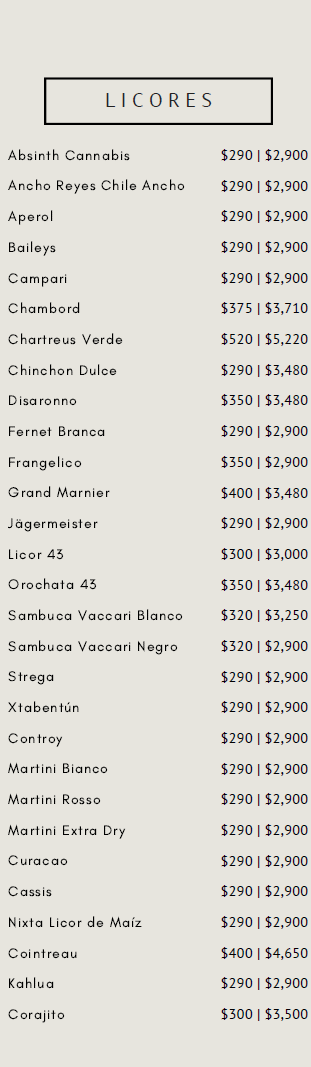 LICORES
Absinth Cannabis $290 | $2,900
Ancho Reyes Chile Ancho $290 | $2,900
Aperol $290 | $2,900
Baileys $290 | $2,900
Campari $290 | $2,900
Chambord $375 | $3,710
Chartreus Verde $520 | $5,220
Chinchon Dulce $290 | $3,480
Disaronno $350 | $3,480
Fernet Branca $290 | $2,900
Frangelico $350 | $2,900
Grand Marnier $400 | $3,480
Jägermeister $290 | $2,900
Licor 43 $300 | $3,000
Orochata 43 $350 | $3,480
Sambuca Vaccari Blanco $320 | $3,250
Sambuca Vaccari Negro $320 | $2,900
Strega $290 | $2,900
Xtabentún $290 | $2,900
Controy $290 | $2,900
Martini Bianco $290 | $2,900
Martini Rosso $290 | $2,900
Martini Extra Dry $290 | $2,900
Curacao $290 | $2,900
Cassis $290 | $2,900
Nixta Licor de Maíz $290 | $2,900
Cointreau $400 | $4,650
Kahlua $290 | $2,900
Corajito $300 | $3,500